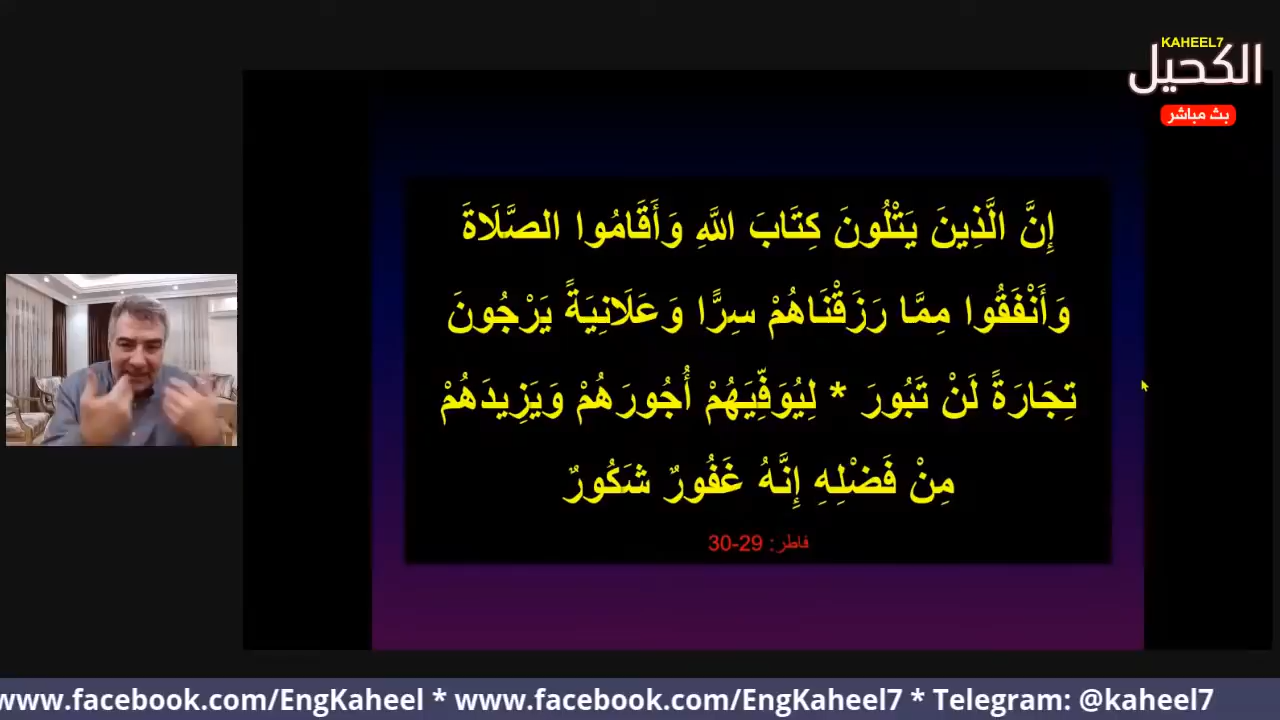 KAHEEL7
الكحيل
بث مباشر
إِنَّ الَّذِينَ يَتْلُونَ كِتَابَ اللَّهِ وَأَقَامُوا الصَّلَاةَ
وَأَنْفَقُوا مِمَّا رَزَقْنَاهُمْ سِرًّا وَعَلَانِيَةً يَرْجُونَ
تِجَارَةً لَنْ تَبُورَ * لِيُوَفِّيَهُمْ أُجُورَهُمْ وَيَزِيدَهُمْ
مِنْ فَضْلِهِ إِنَّهُ غَفُورٌ شَكُورٌ
فاطر: 29-30
www.facebook.com/EngKaheel * www.facebook.com/EngKaheel7 * Telegram: @kaheel7